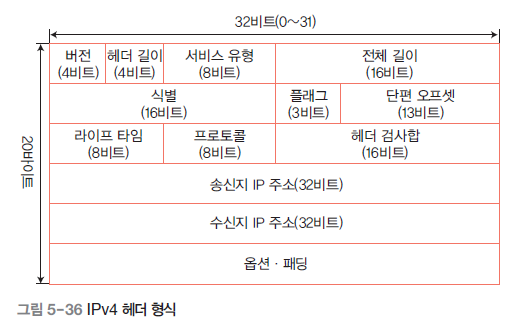 32비트(0～31)
버전
(4비트)
헤더 길이
(4비트)
서비스 유형
(8비트)
전체 길이
(16비트)
식별
(16비트)
플래그
(3비트)
단편 오프셋
(13비트)
라이프 타임
(8비트)
프로토콜
(8비트)
헤더 검사합
(16비트)
송신지 IP 주소(32비트)
수신지 IP 주소(32비트)
옵션 · 패딩
20바이트
그림 5-36 IPv4 헤더 형식